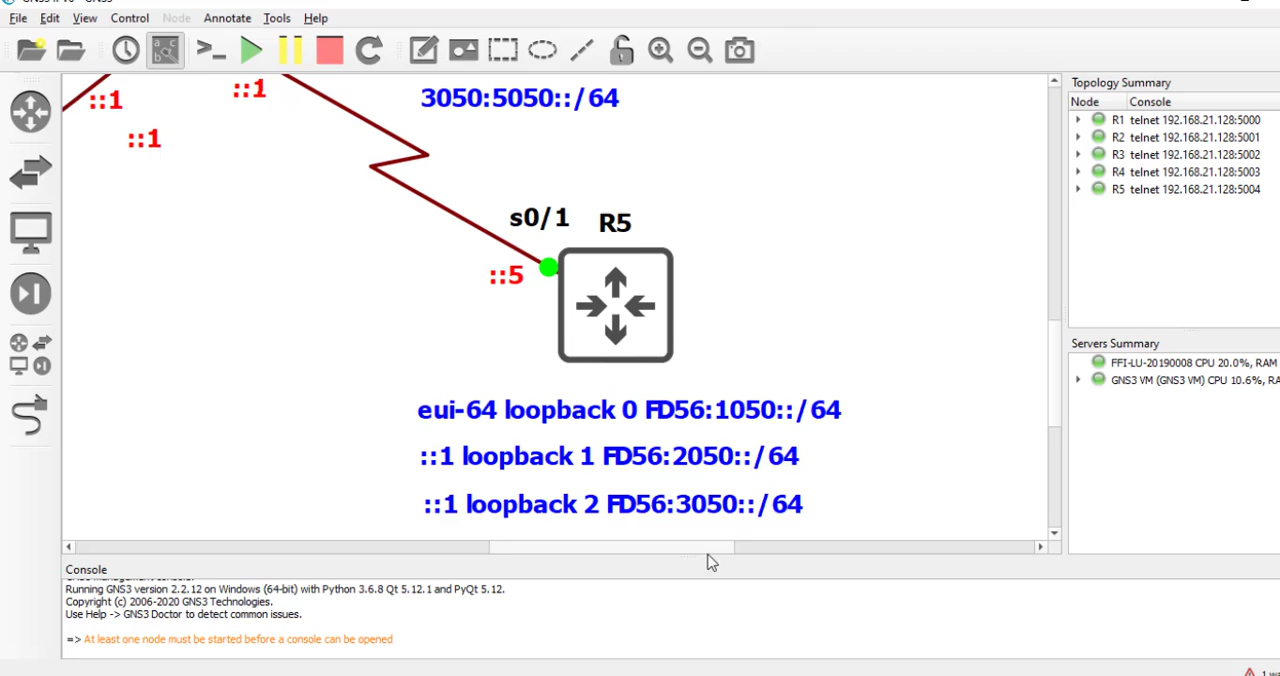 File Edit View Control Node Annotate Tools Help
::1
::1
::1
3050:5050::/64
s0/1 R5
::5
eui-64 loopback 0 FD56:1050::/64
::1 loopback 1 FD56:2050::/64
::1 loopback 2 FD56:3050::/64
Topology Summary
Node Console
R1 telnet 192.168.21.128:5000
R2 telnet 192.168.21.128:5001
R3 telnet 192.168.21.128:5002
R4 telnet 192.168.21.128:5003
R5 telnet 192.168.21.128:5004
Servers Summary
FFI-LU-20190008 CPU 20.0%, RAM
GNS3 VM (GNS3 VM) CPU 10.6%, RA
Console
Running GNS3 version 2.2.12 on Windows (64-bit) with Python 3.6.8 Qt 5.12.1 and PyQt 5.12.
Copyright (c) 2006-2020 GNS3 Technologies.
Use Help -> GNS3 Doctor to detect common issues.
=> At least one node must be started before a console can be opened